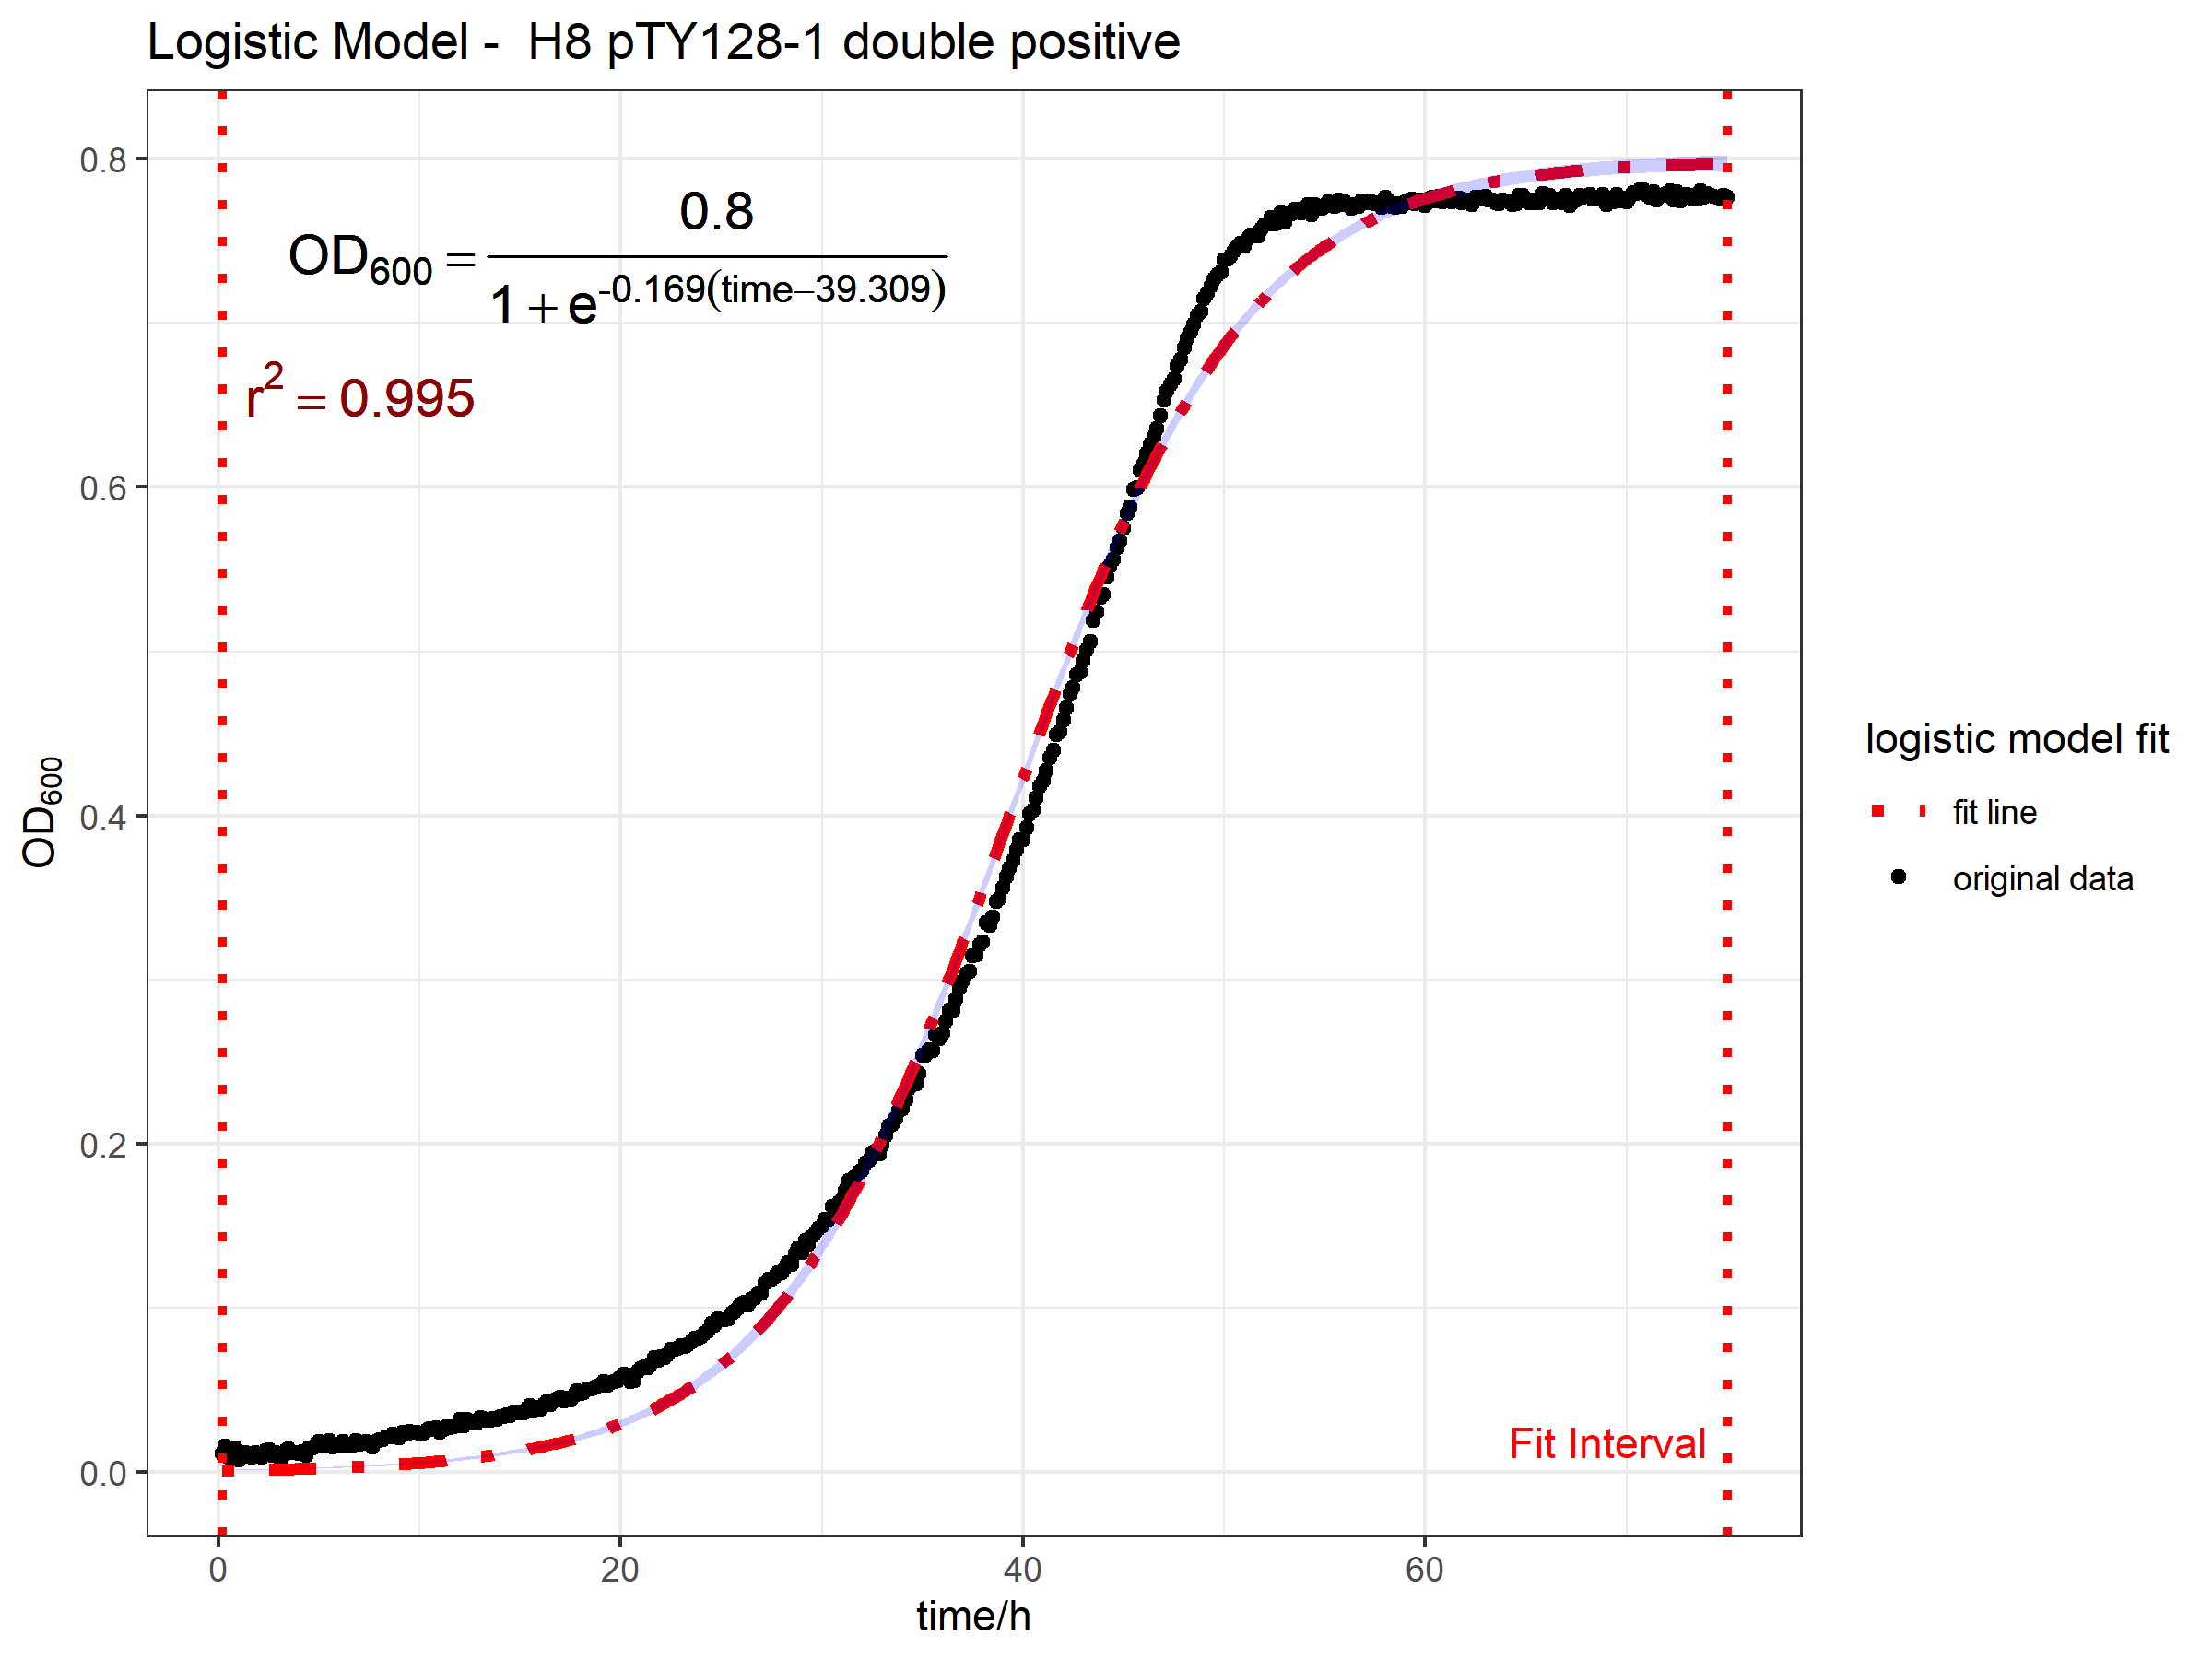 Logistic Model -  H8 pTY128-1 double positive
OD600 = 0.8 / 1+e^-0.169(time−39.309)
r² = 0.995
0.8
0.6
0.4
0.2
0.0
OD600
0 20 40 60
time/h
Fit Interval
logistic model fit
fit line
original data